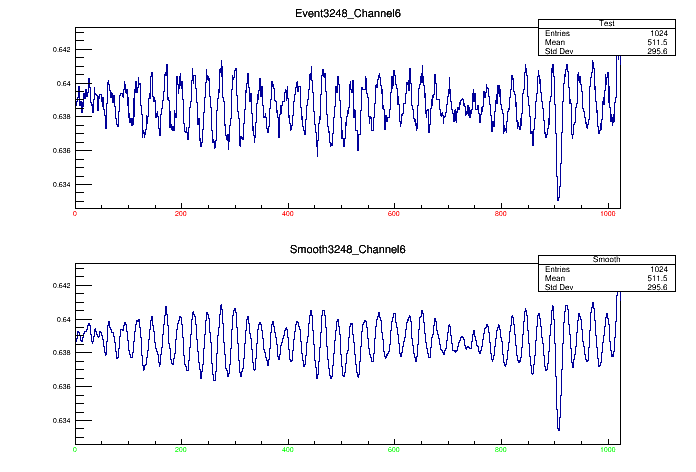 Event3248_Channel6
Test
Entries 1024
Mean 511.5
Std Dev 295.6
0.642
0.64
0.638
0.636
0.634
0 200 400 600 800 1000
Smooth3248_Channel6
Smooth
Entries 1024
Mean 511.5
Std Dev 295.6
0.642
0.64
0.638
0.636
0.634
0 200 400 600 800 1000